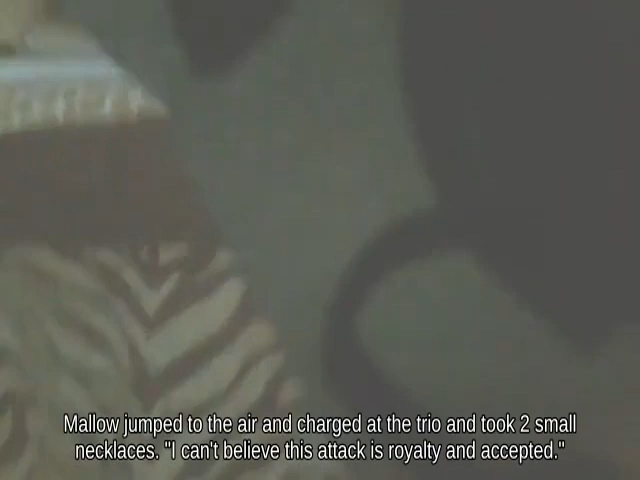 Mallow jumped to the air and charged at the trio and took 2 small
necklaces. "I can't believe this attack is royalty and accepted."